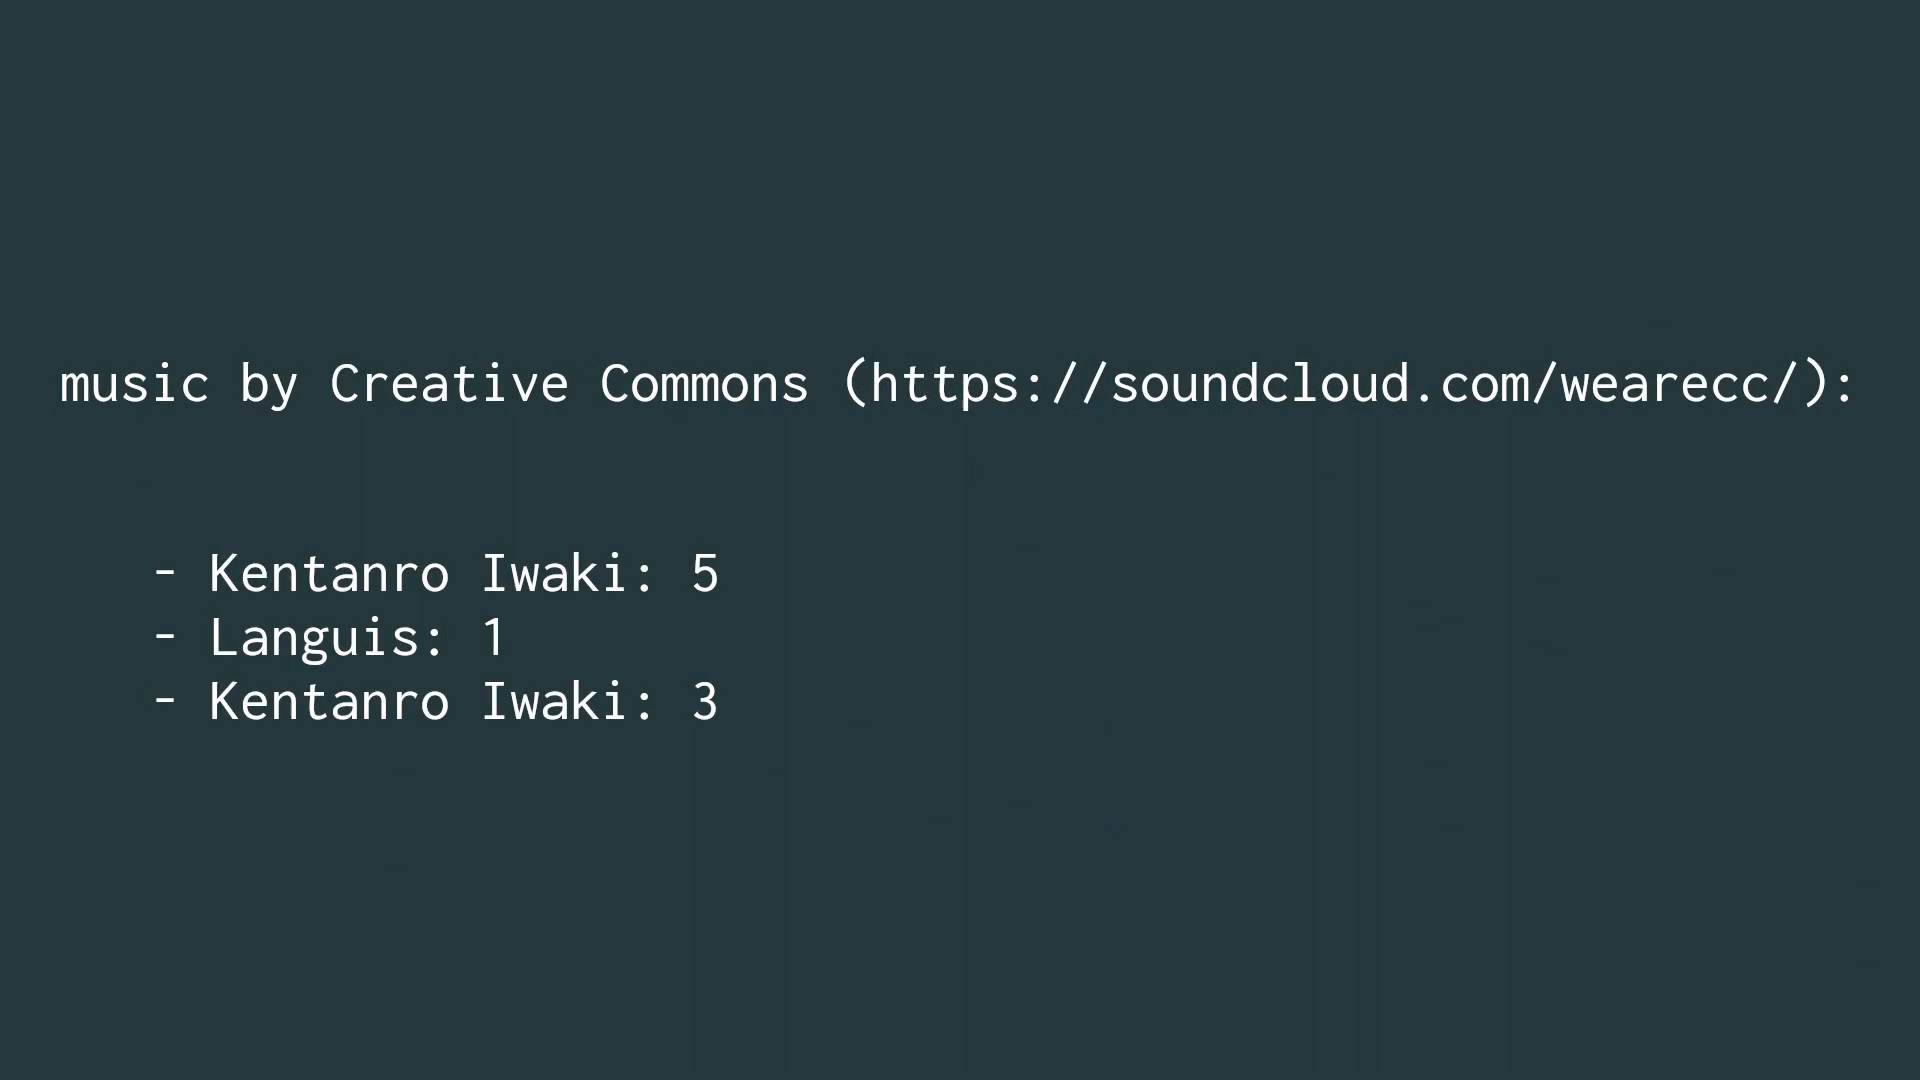 music by Creative Commons (https://soundcloud.com/wearecc/):
- Kentanro Iwaki: 5
- Languis: 1
- Kentanro Iwaki: 3